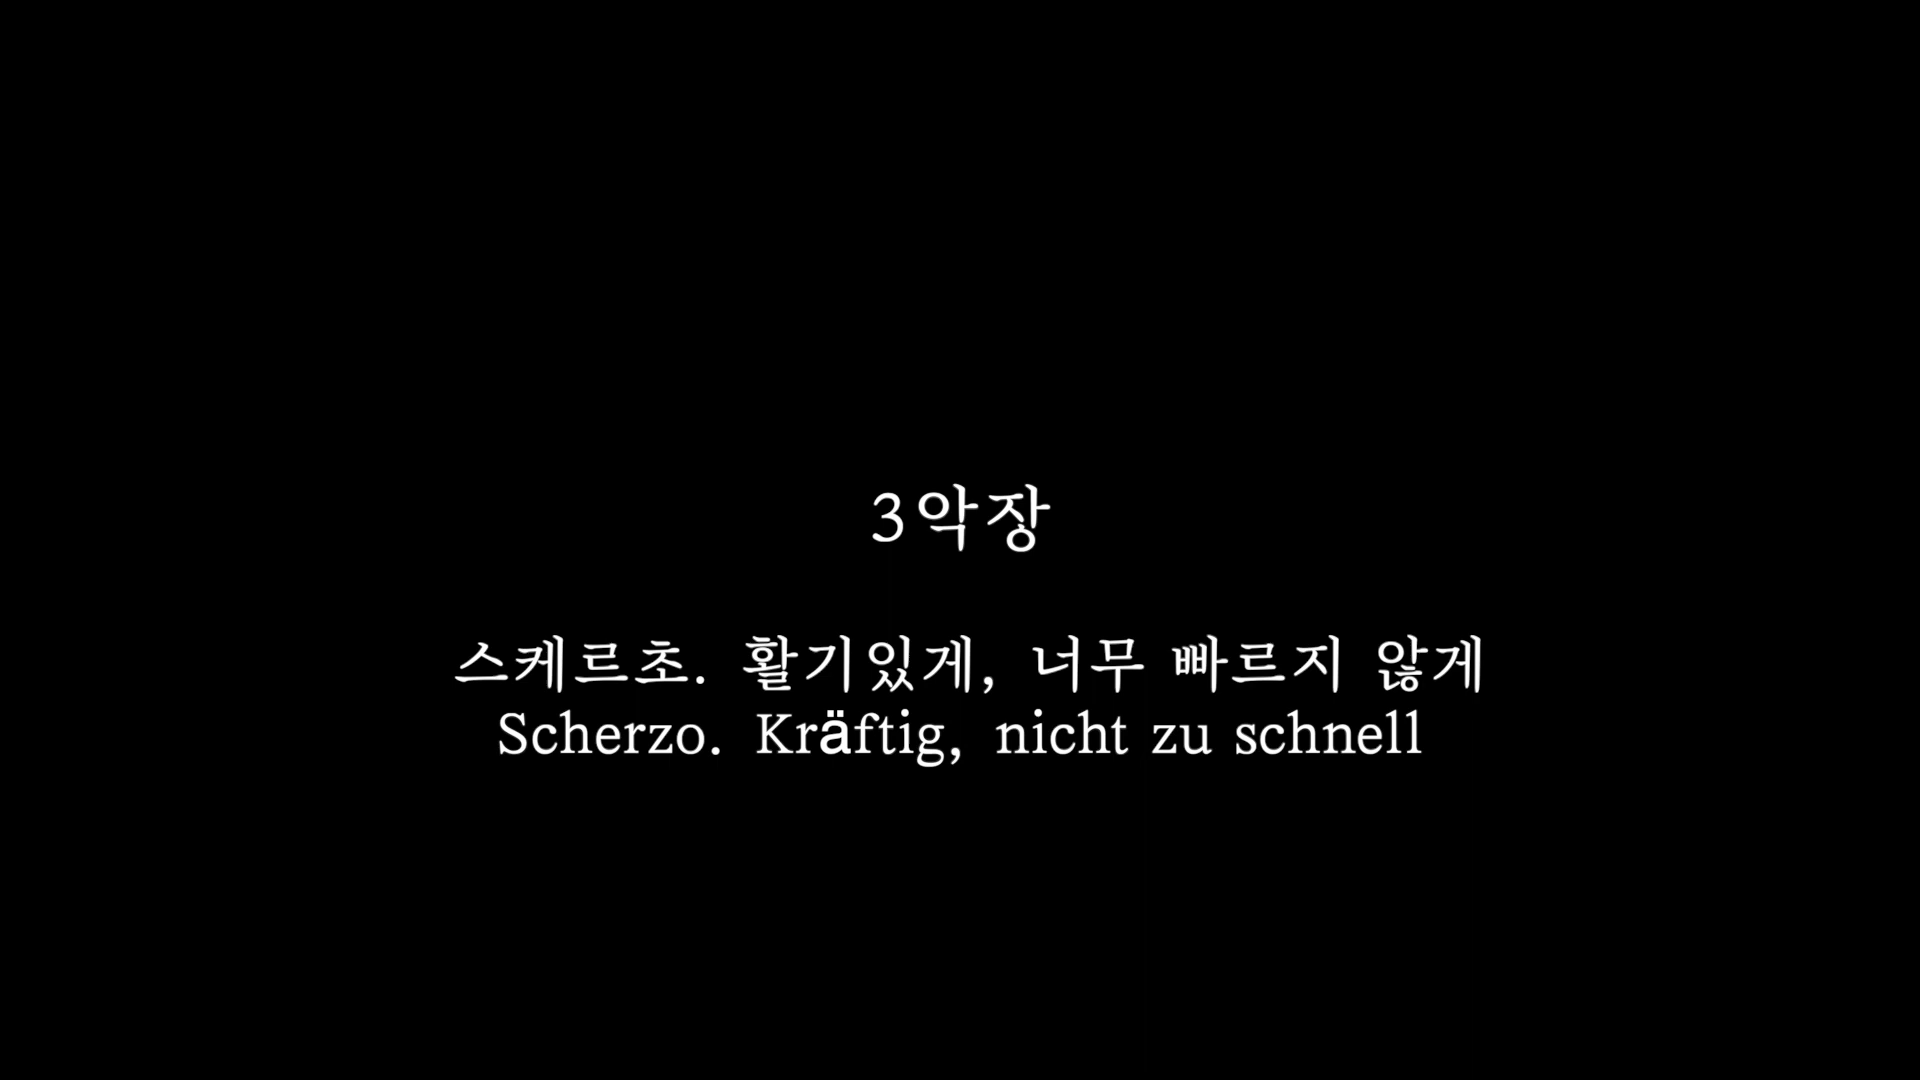 3악장
스케르초. 활기있게, 너무 빠르지 않게
Scherzo. Kräftig, nicht zu schnell